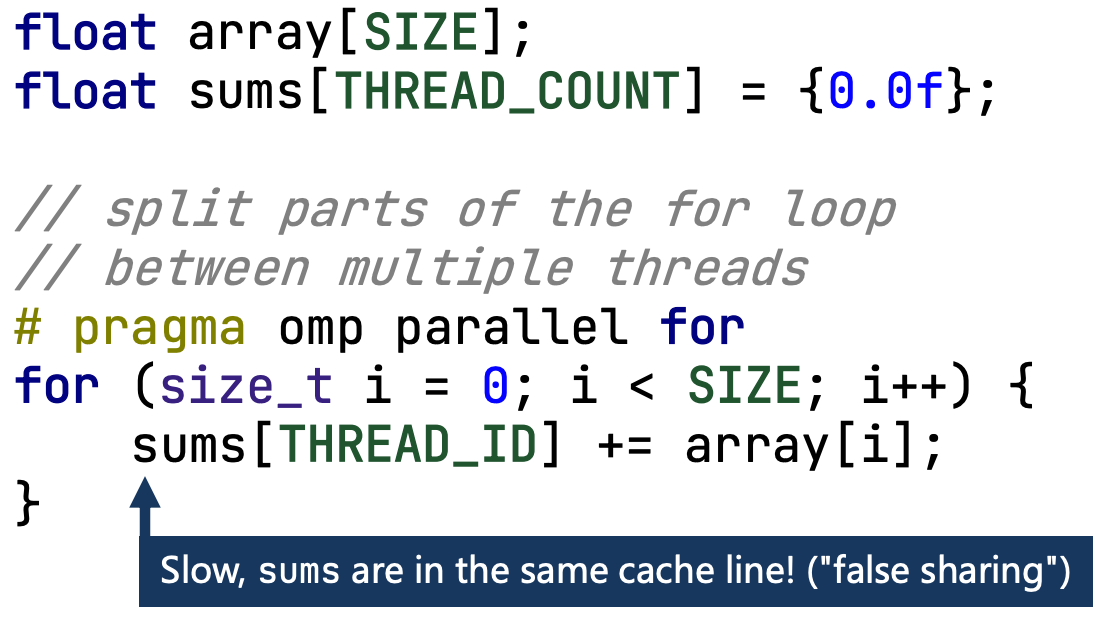 float array[SIZE];
float sums[THREAD_COUNT] = {0.0f};
// split parts of the for loop
// between multiple threads
# pragma omp parallel for
for (size_t i = 0; i < SIZE; i++) {
    sums[THREAD_ID] += array[i];
}
Slow, sums are in the same cache line! ("false sharing")